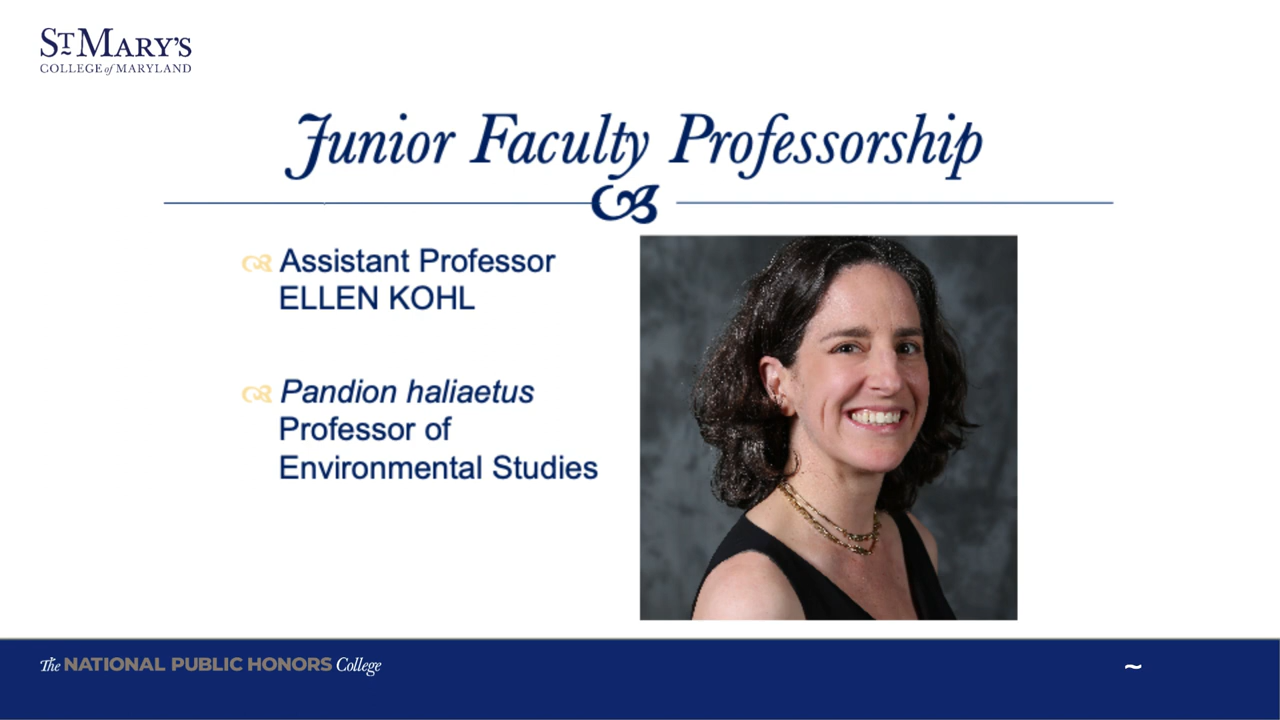 ST MARY'S
COLLEGE of MARYLAND
Junior Faculty Professorship
Assistant Professor
ELLEN KOHL
Pandion haliaetus
Professor of
Environmental Studies
The NATIONAL PUBLIC HONORS College
~